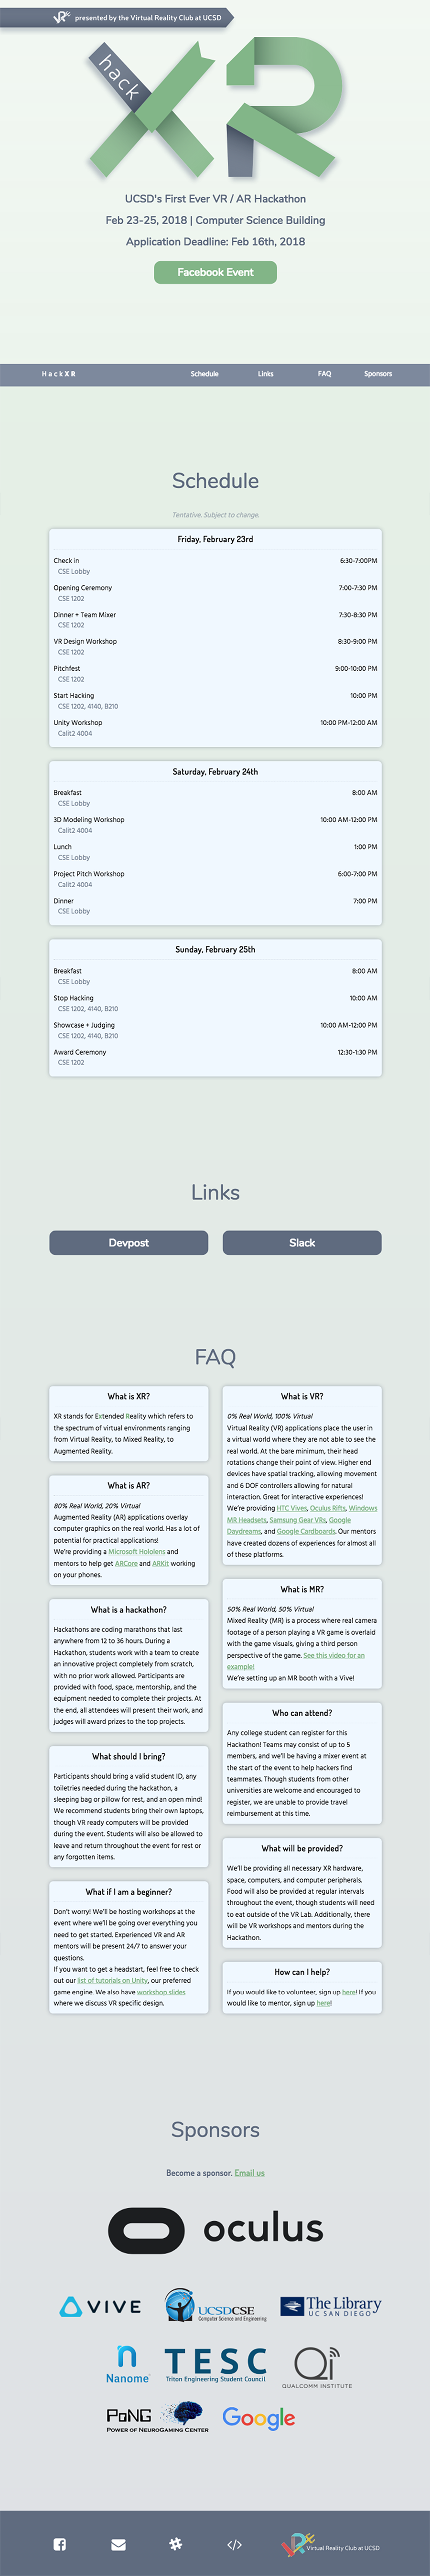 presented by the Virtual Reality Club at UCSD
hack
XR
UCSD's First Ever VR / AR Hackathon
Feb 23-25, 2018 | Computer Science Building
Application Deadline: Feb 16th, 2018
Facebook Event
HackXR Schedule Links FAQ Sponsors
Schedule
Tentative. Subject to change.
Friday, February 23rd
Check in 6:30-7:00PM
CSE Lobby
Opening Ceremony 7:00-7:30 PM
CSE 1202
Dinner + Team Mixer 7:30-8:30 PM
CSE 1202
VR Design Workshop 8:30-9:00 PM
CSE 1202
Pitchfest 9:00-10:00 PM
CSE 1202
Start Hacking 10:00 PM
CSE 1202, 4140, B210
Unity Workshop 10:00 PM-12:00 AM
Calit2 4004
Saturday, February 24th
Breakfast 8:00 AM
CSE Lobby
3D Modeling Workshop 10:00 AM-12:00 PM
Calit2 4004
Lunch 1:00 PM
CSE Lobby
Project Pitch Workshop 6:00-7:00 PM
Calit2 4004
Dinner 7:00 PM
CSE Lobby
Sunday, February 25th
Breakfast 8:00 AM
CSE Lobby
Stop Hacking 10:00 AM
CSE 1202, 4140, B210
Showcase + Judging 10:00 AM-12:00 PM
CSE 1202, 4140, B210
Award Ceremony 12:30-1:30 PM
CSE 1202
Links
Devpost Slack
FAQ
What is XR?
XR stands for Extended Reality which refers to
the spectrum of virtual environments ranging
from Virtual Reality, to Mixed Reality, to
Augmented Reality.
What is AR?
80% Real World, 20% Virtual
Augmented Reality (AR) applications overlay
computer graphics on the real world. Has a lot of
potential for practical applications!
We're providing a Microsoft Hololens and
mentors to help get ARCore and ARKit working
on your phones.
What is a hackathon?
Hackathons are coding marathons that last
anywhere from 12 to 36 hours. During a
Hackathon, students work with a team to create
an innovative project completely from scratch,
with no prior work allowed. Participants are
provided with food, space, mentorship, and the
equipment needed to complete their projects. At
the end, all attendees will present their work, and
judges will award prizes to the top projects.
What should I bring?
Participants should bring a valid student ID, any
toiletries needed during the hackathon, a
sleeping bag or pillow for rest, and an open mind!
We recommend students bring their own laptops,
though VR ready computers will be provided
during the event. Students will also be allowed to
leave and return throughout the event for rest or
any forgotten items.
What if I am a beginner?
Don't worry! We'll be hosting workshops at the
event where we'll be going over everything you
need to get started. Experienced VR and AR
mentors will be present 24/7 to answer your
questions.
If you want to get a headstart, feel free to check
out our list of tutorials on Unity, our preferred
game engine. We also have workshop slides
where we discuss VR specific design.
What is VR?
0% Real World, 100% Virtual
Virtual Reality (VR) applications place the user in
a virtual world where they are not able to see the
real world. At the bare minimum, their head
rotations change their point of view. Higher end
devices have spatial tracking, allowing movement
and 6 DOF controllers allowing for natural
interaction. Great for interactive experiences!
We're providing HTC Vives, Oculus Rifts, Windows
MR Headsets, Samsung Gear VRs, Google
Daydreams, and Google Cardboards. Our mentors
have created dozens of experiences for almost all
of these platforms.
What is MR?
50% Real World, 50% Virtual
Mixed Reality (MR) is a process where real camera
footage of a person playing a VR game is overlaid
with the game visuals, giving a third person
perspective of the game. See this video for an
example!
We're setting up an MR booth with a Vive!
Who can attend?
Any college student can register for this
Hackathon! Teams may consist of up to 5
members, and we'll be having a mixer event at
the start of the event to help hackers find
teammates. Though students from other
universities are welcome and encouraged to
register, we are unable to provide travel
reimbursement at this time.
What will be provided?
We'll be providing all necessary XR hardware,
space, computers, and computer peripherals.
Food will also be provided at regular intervals
throughout the event, though students will need
to eat outside of the VR Lab. Additionally, there
will be VR workshops and mentors during the
Hackathon.
How can I help?
If you would like to volunteer, sign up here! If you
would like to mentor, sign up here!
Sponsors
Become a sponsor. Email us
oculus
VIVE
UCSDCSE
Computer Science and Engineering
The Library
UC SAN DIEGO
Nanome
TESC
Triton Engineering Student Council
Qi
QUALCOMM INSTITUTE
PoNG
POWER OF NEUROGAMING CENTER
Google
Virtual Reality Club at UCSD